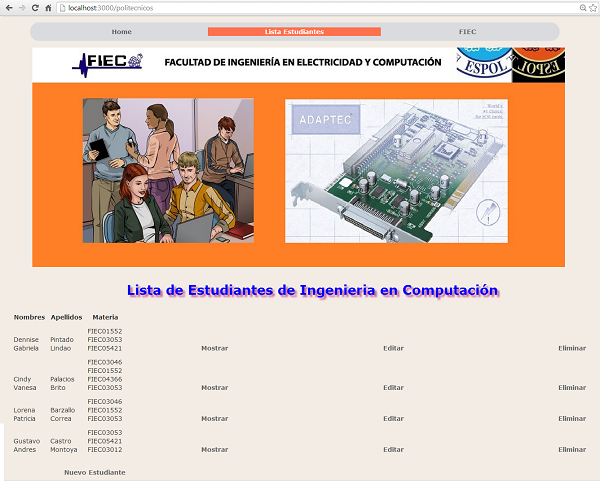 localhost:3000/politecnicos
Home Lista Estudiantes FIEC
FIEC FACULTAD DE INGENIERÍA EN ELECTRICIDAD Y COMPUTACIÓN ESPOL ESPOL
ADAPTEC
Lista de Estudiantes de Ingenieria en Computación
Nombres Apellidos Materia
FIEC01552
Dennise Pintado FIEC03053
Gabriela Lindao FIEC05421 Mostrar Editar Eliminar
FIEC03046
FIEC01552
Cindy Palacios FIEC04366
Vanesa Brito FIEC03053 Mostrar Editar Eliminar
FIEC03046
Lorena Barzallo FIEC01552
Patricia Correa FIEC03053 Mostrar Editar Eliminar
FIEC03053
Gustavo Castro FIEC05421
Andres Montoya FIEC03012 Mostrar Editar Eliminar
Nuevo Estudiante